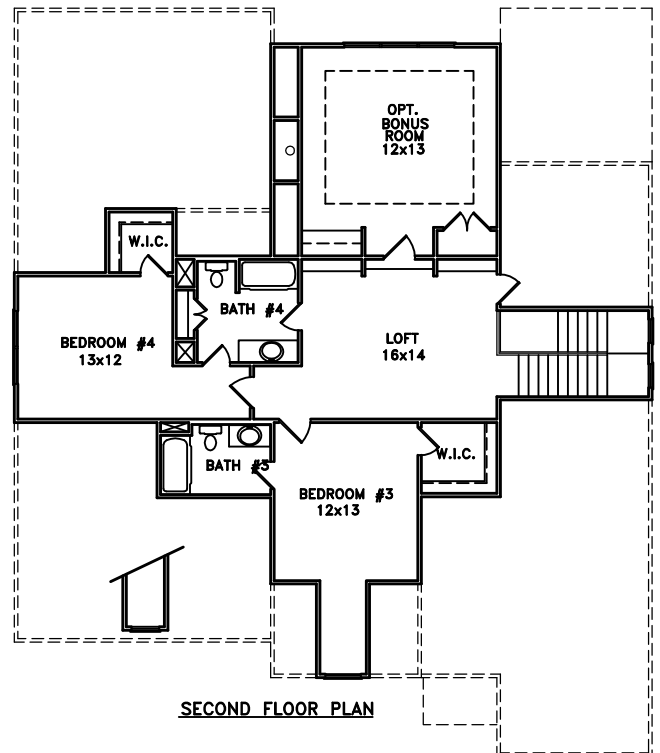 OPT.
BONUS
ROOM
12x13
W.I.C.
BATH #4
BEDROOM #4
13x12
LOFT
16x14
W.I.C.
BATH #3
BEDROOM #3
12x13
SECOND FLOOR PLAN